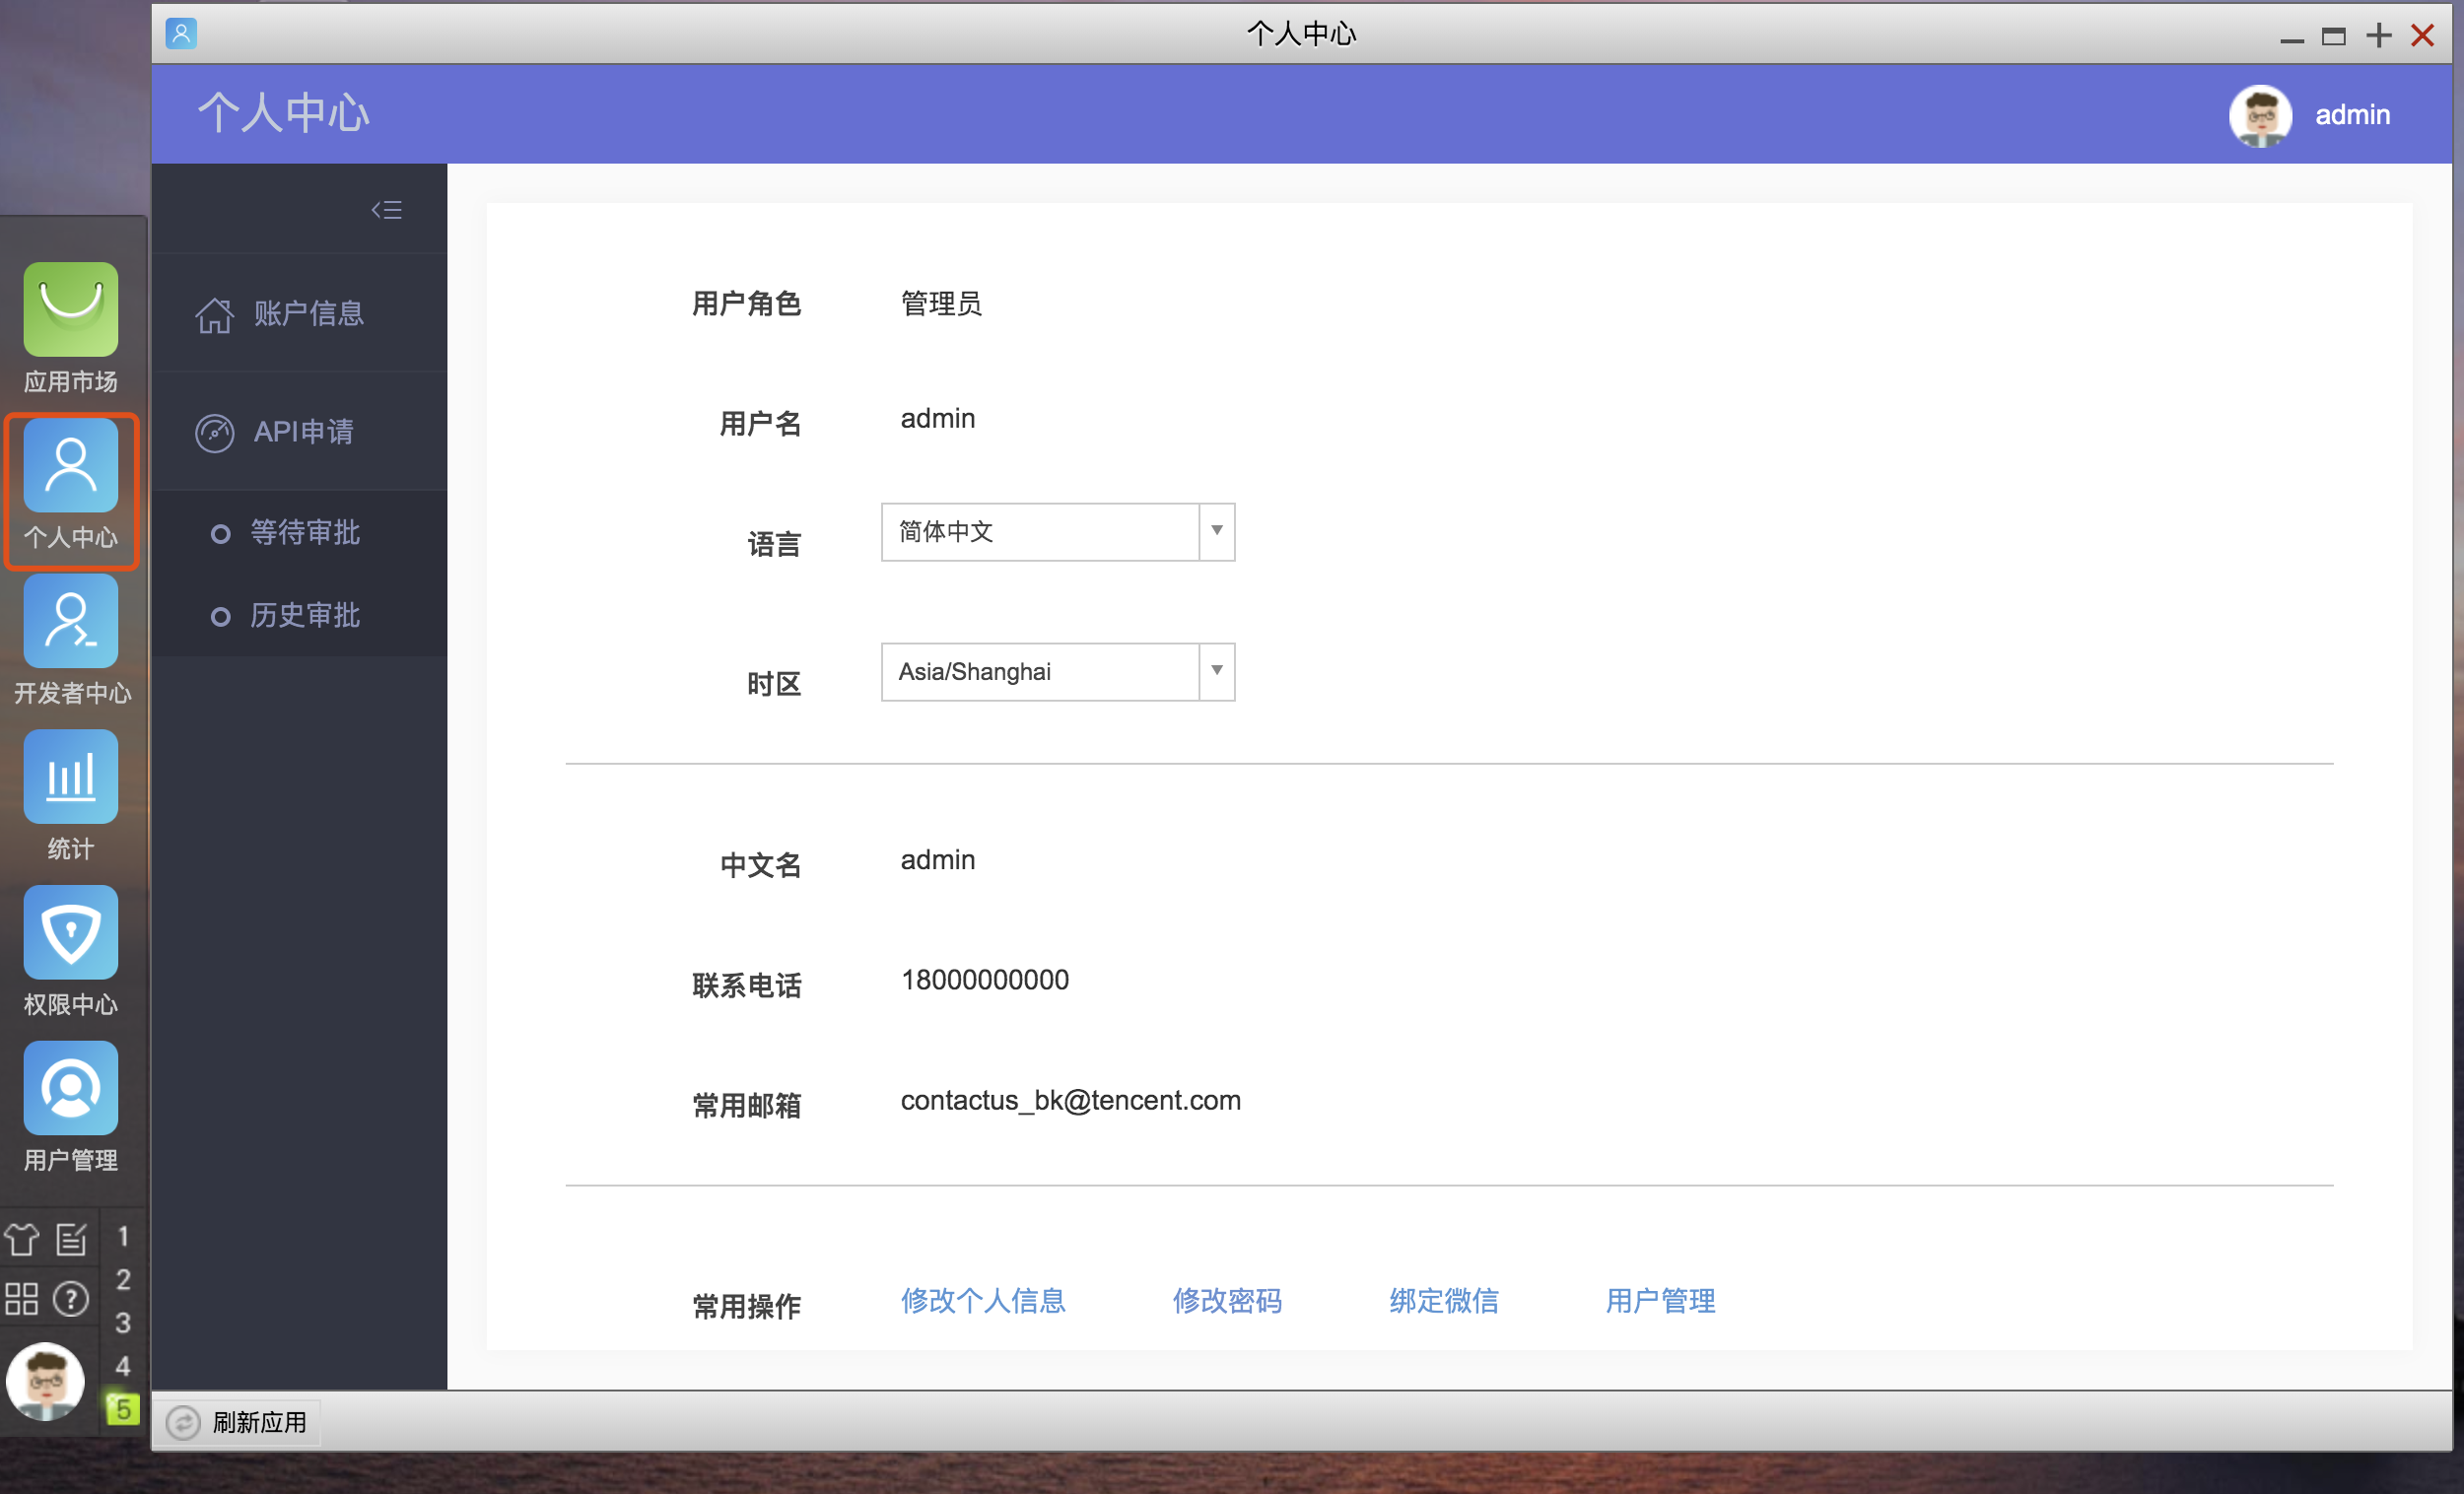 个人中心
个人中心
admin
应用市场
个人中心
开发者中心
统计
权限中心
用户管理
1
2
3
4
5
账户信息
API申请
等待审批
历史审批
用户角色 管理员
用户名 admin
语言 简体中文
时区 Asia/Shanghai
中文名 admin
联系电话 18000000000
常用邮箱 contactus_bk@tencent.com
常用操作 修改个人信息 修改密码 绑定微信 用户管理
刷新应用